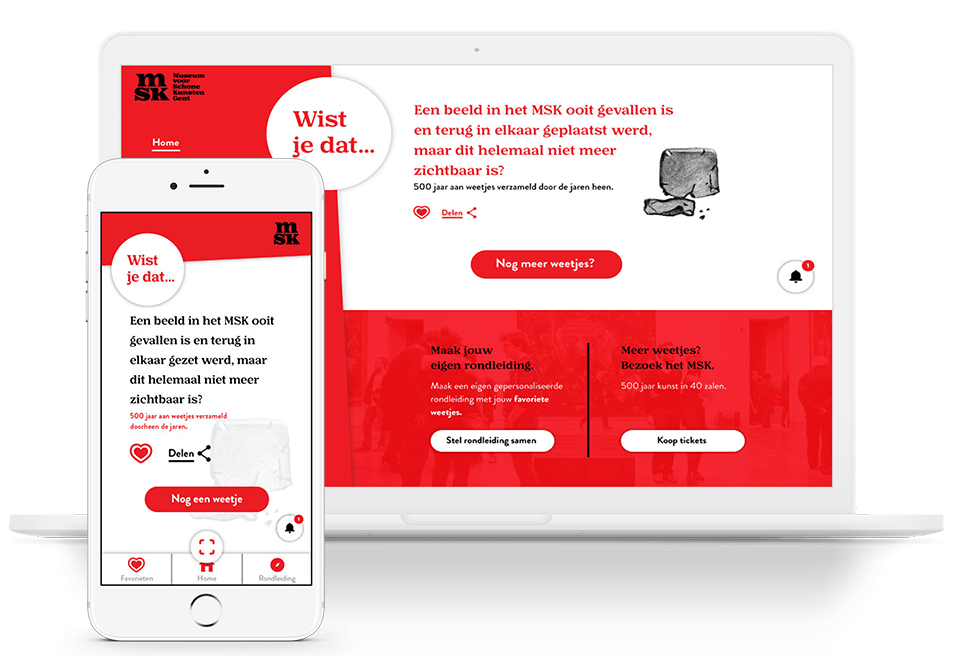 msk
Museum
voor
Schone
Kunsten
Gent
Home
Wist
je dat...
Een beeld in het MSK ooit gevallen is
en terug in elkaar geplaatst werd,
maar dit helemaal niet meer
zichtbaar is?
500 jaar aan weetjes verzameld door de jaren heen.
Delen
Nog meer weetjes?
1
Maak jouw
eigen rondleiding.
Maak een eigen gepersonaliseerde
rondleiding met jouw favoriete
weetjes.
Stel rondleiding samen
Meer weetjes?
Bezoek het MSK.
500 jaar kunst in 40 zalen.
Koop tickets
msk
Wist
je dat...
Een beeld in het MSK ooit
gevallen is en terug in
elkaar gezet werd, maar
dit helemaal niet meer
zichtbaar is?
500 jaar aan weetjes verzameld
doorheen de jaren.
Delen
Nog een weetje
1
Favorieten
Home
Rondleiding